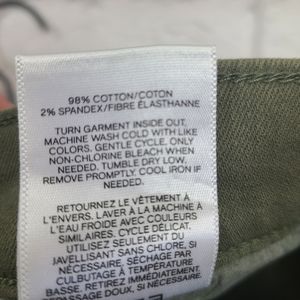 98% COTTON/COTON
2% SPANDEX/FIBRE ÉLASTHANNE
TURN GARMENT INSIDE OUT,
MACHINE WASH COLD WITH LIKE
COLORS, GENTLE CYCLE. ONLY
NON-CHLORINE BLEACH WHEN
NEEDED. TUMBLE DRY LOW,
REMOVE PROMPTLY. COOL IRON IF
NEEDED.
RETOURNEZ LE VÊTEMENT À
L'ENVERS. LAVER À LA MACHINE À
L'EAU FROIDE AVEC COULEURS
SIMILAIRES. CYCLE DÉLICAT.
UTILISEZ SEULEMENT DU
JAVELLISANT SANS CHLORE, SI
NÉCESSAIRE. SÉCHAGE PAR
CULBUTAGE À TEMPÉRATURE
BASSE. RETIREZ IMMÉDIATEMENT.